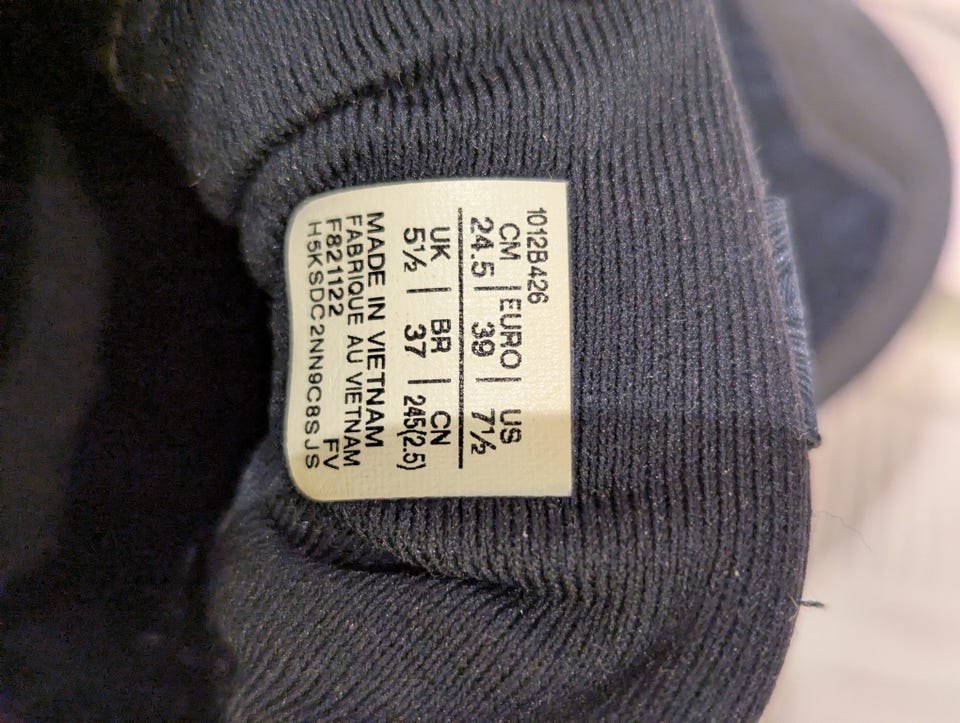 1012B426
CM | EURO | US
24.5 | 39 | 7½
UK | BR | CN
5½ | 37 | 245(2.5)
MADE IN VIETNAM
FABRIQUE AU VIETNAM
F821122 FV
H5KSDC2NN9C8SJS